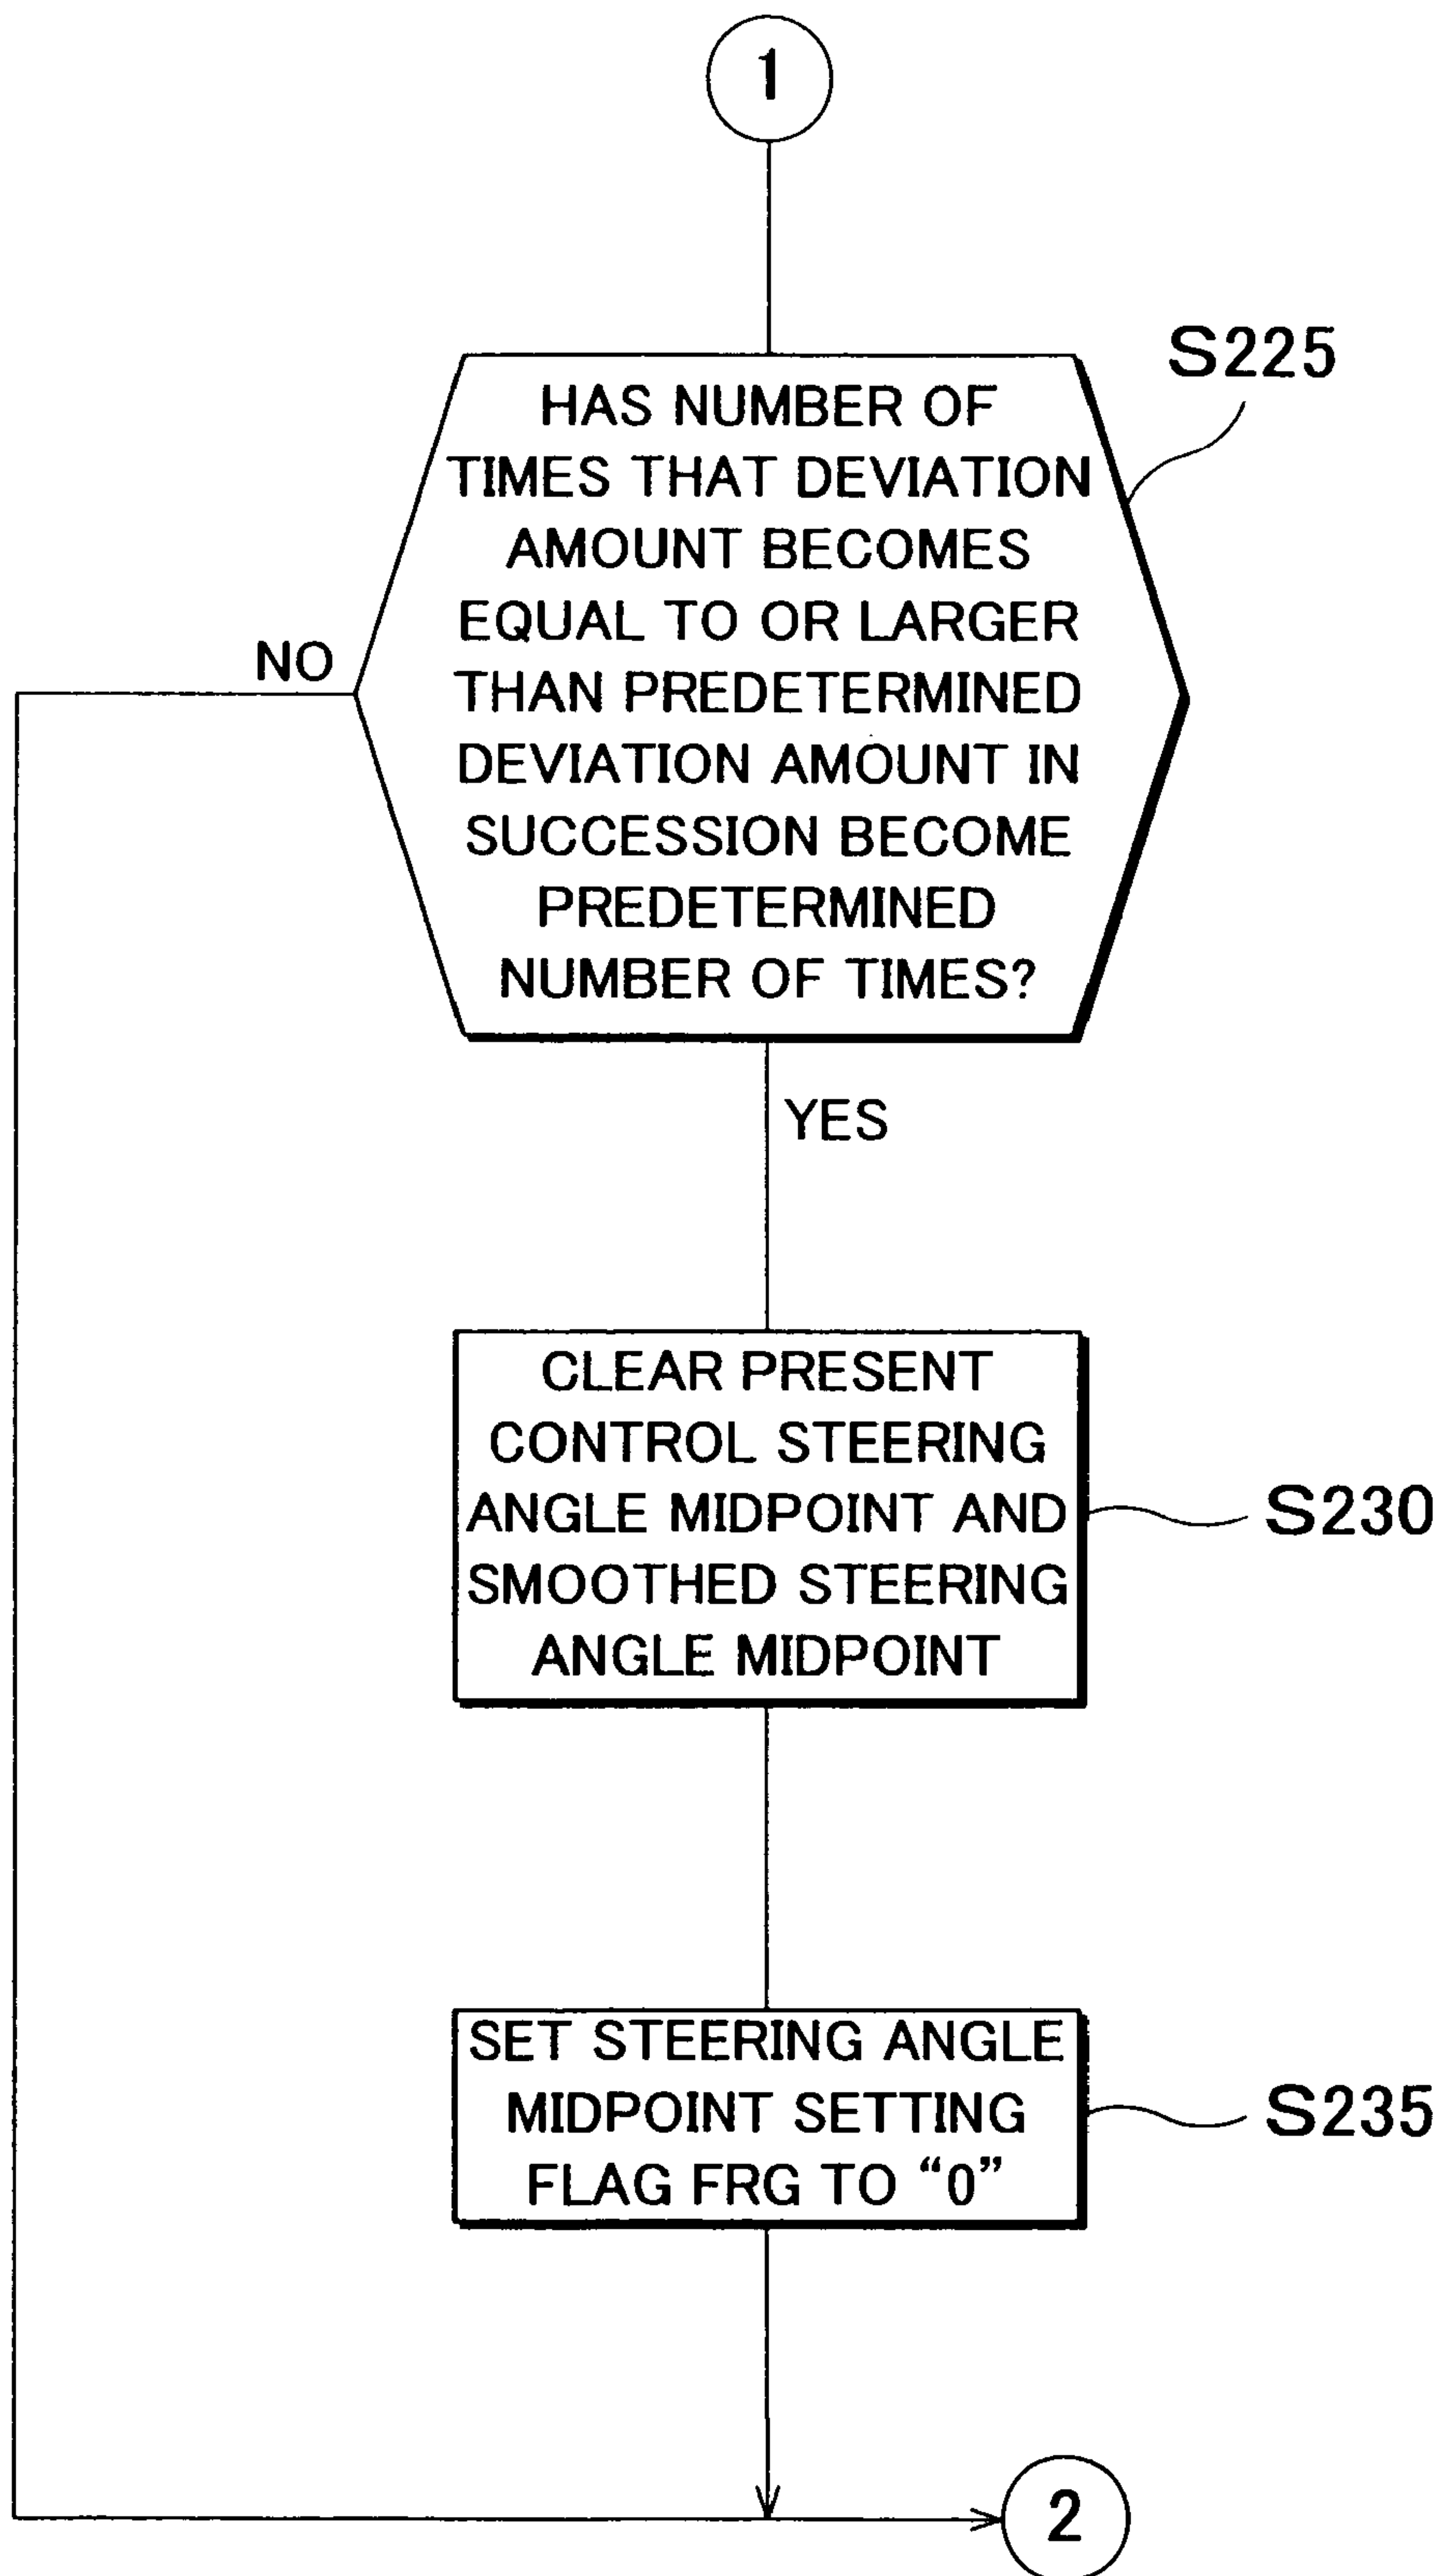 1
S225
HAS NUMBER OF
TIMES THAT DEVIATION
AMOUNT BECOMES
EQUAL TO OR LARGER
THAN PREDETERMINED
DEVIATION AMOUNT IN
SUCCESSION BECOME
PREDETERMINED
NUMBER OF TIMES?
NO
YES
CLEAR PRESENT
CONTROL STEERING
ANGLE MIDPOINT AND
SMOOTHED STEERING
ANGLE MIDPOINT
S230
SET STEERING ANGLE
MIDPOINT SETTING
FLAG FRG TO “0”
S235
2